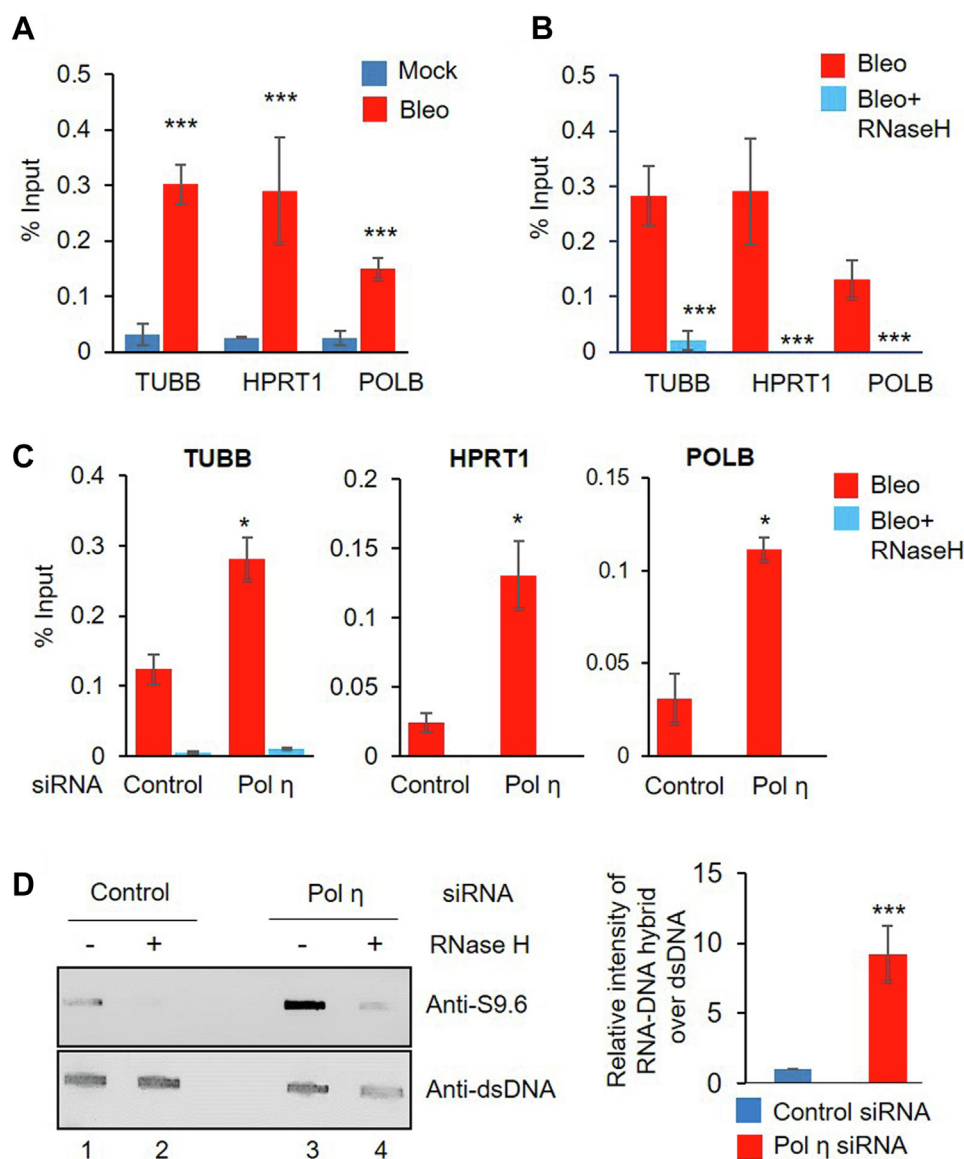 A
Mock
Bleo
% Input
0.5
0.4
0.3
0.2
0.1
0
***
***
***
TUBB HPRT1 POLB
B
Bleo
Bleo+
RNaseH
% Input
0.5
0.4
0.3
0.2
0.1
0
***
***
***
TUBB HPRT1 POLB
C
TUBB
% Input
0.4
0.3
0.2
0.1
0
*
siRNA Control Pol η
HPRT1
0.2
0.15
0.1
0.05
0
*
Control Pol η
POLB
0.15
0.1
0.05
0
*
Control Pol η
Bleo
Bleo+
RNaseH
D
Control Pol η siRNA
- + - + RNase H
Anti-S9.6
Anti-dsDNA
1 2 3 4
Relative intensity of
RNA-DNA hybrid
over dsDNA
15
10
5
0
***
Control siRNA
Pol η siRNA